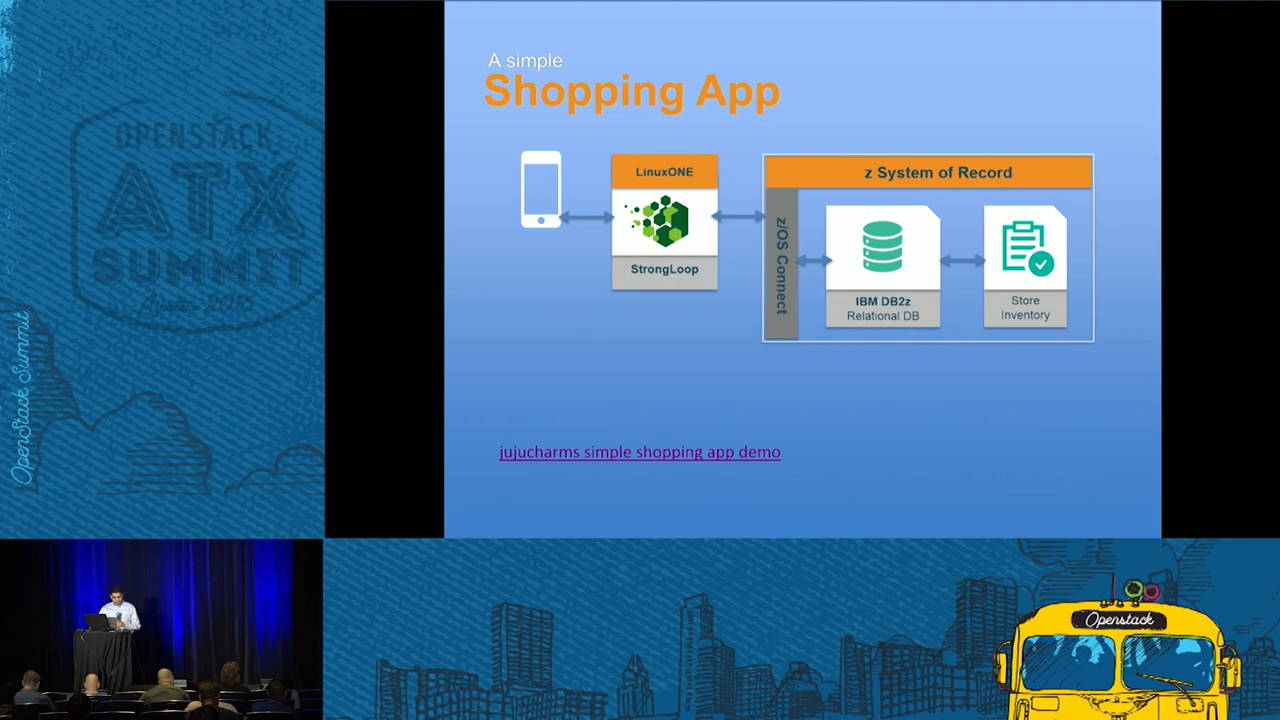 OPENSTACK
ATX
SUMMIT
OpenStack Summit
A simple
Shopping App
LinuxONE
StrongLoop
z System of Record
z/OS Connect
IBM DB2z
Relational DB
Store
Inventory
jujucharms simple shopping app demo
Openstack